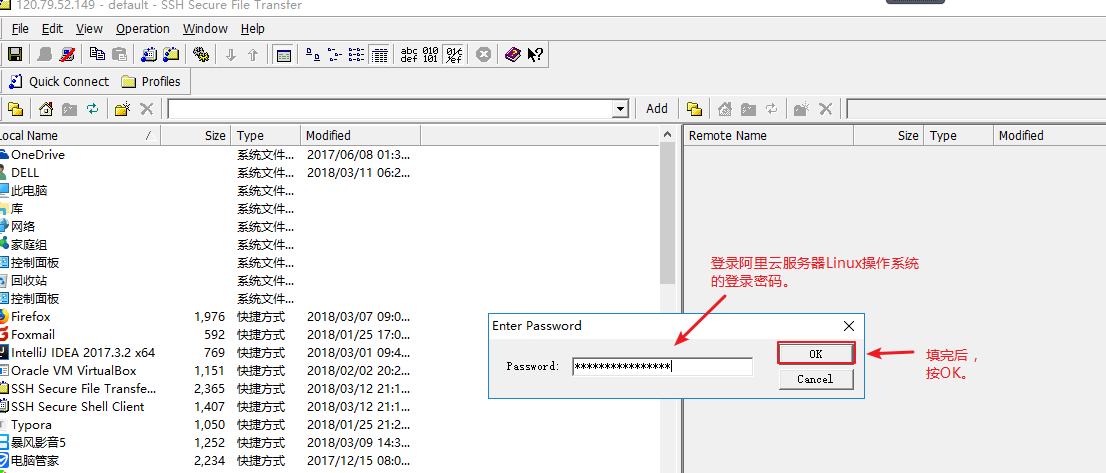 120.79.52.149 - default - SSH Secure File Transfer
File Edit View Operation Window Help
abc def 010 101 01c /ef
Quick Connect Profiles
Add
Local Name / Size Type Modified
Remote Name Size Type Modified
OneDrive 系统文件... 2017/06/08 01:3...
DELL 系统文件... 2018/03/11 06:2...
此电脑 系统文件...
库 系统文件...
网络 系统文件...
家庭组 系统文件...
控制面板 系统文件...
回收站 系统文件...
控制面板 系统文件...
Firefox 1,976 快捷方式 2018/03/07 09:0...
Foxmail 592 快捷方式 2018/01/25 17:0...
IntelliJ IDEA 2017.3.2 x64 769 快捷方式 2018/03/01 09:4...
Oracle VM VirtualBox 1,151 快捷方式 2018/02/02 20:2...
SSH Secure File Transfe... 2,365 快捷方式 2018/03/12 21:1...
SSH Secure Shell Client 1,407 快捷方式 2018/03/12 21:1...
Typora 1,050 快捷方式 2018/01/25 21:2...
暴风影音5 1,252 快捷方式 2018/03/09 14:3...
电脑管家 2,234 快捷方式 2017/12/15 08:0...
登录阿里云服务器Linux操作系统
的登录密码。
Enter Password
Password: ****************
OK
Cancel
填完后，
按OK。